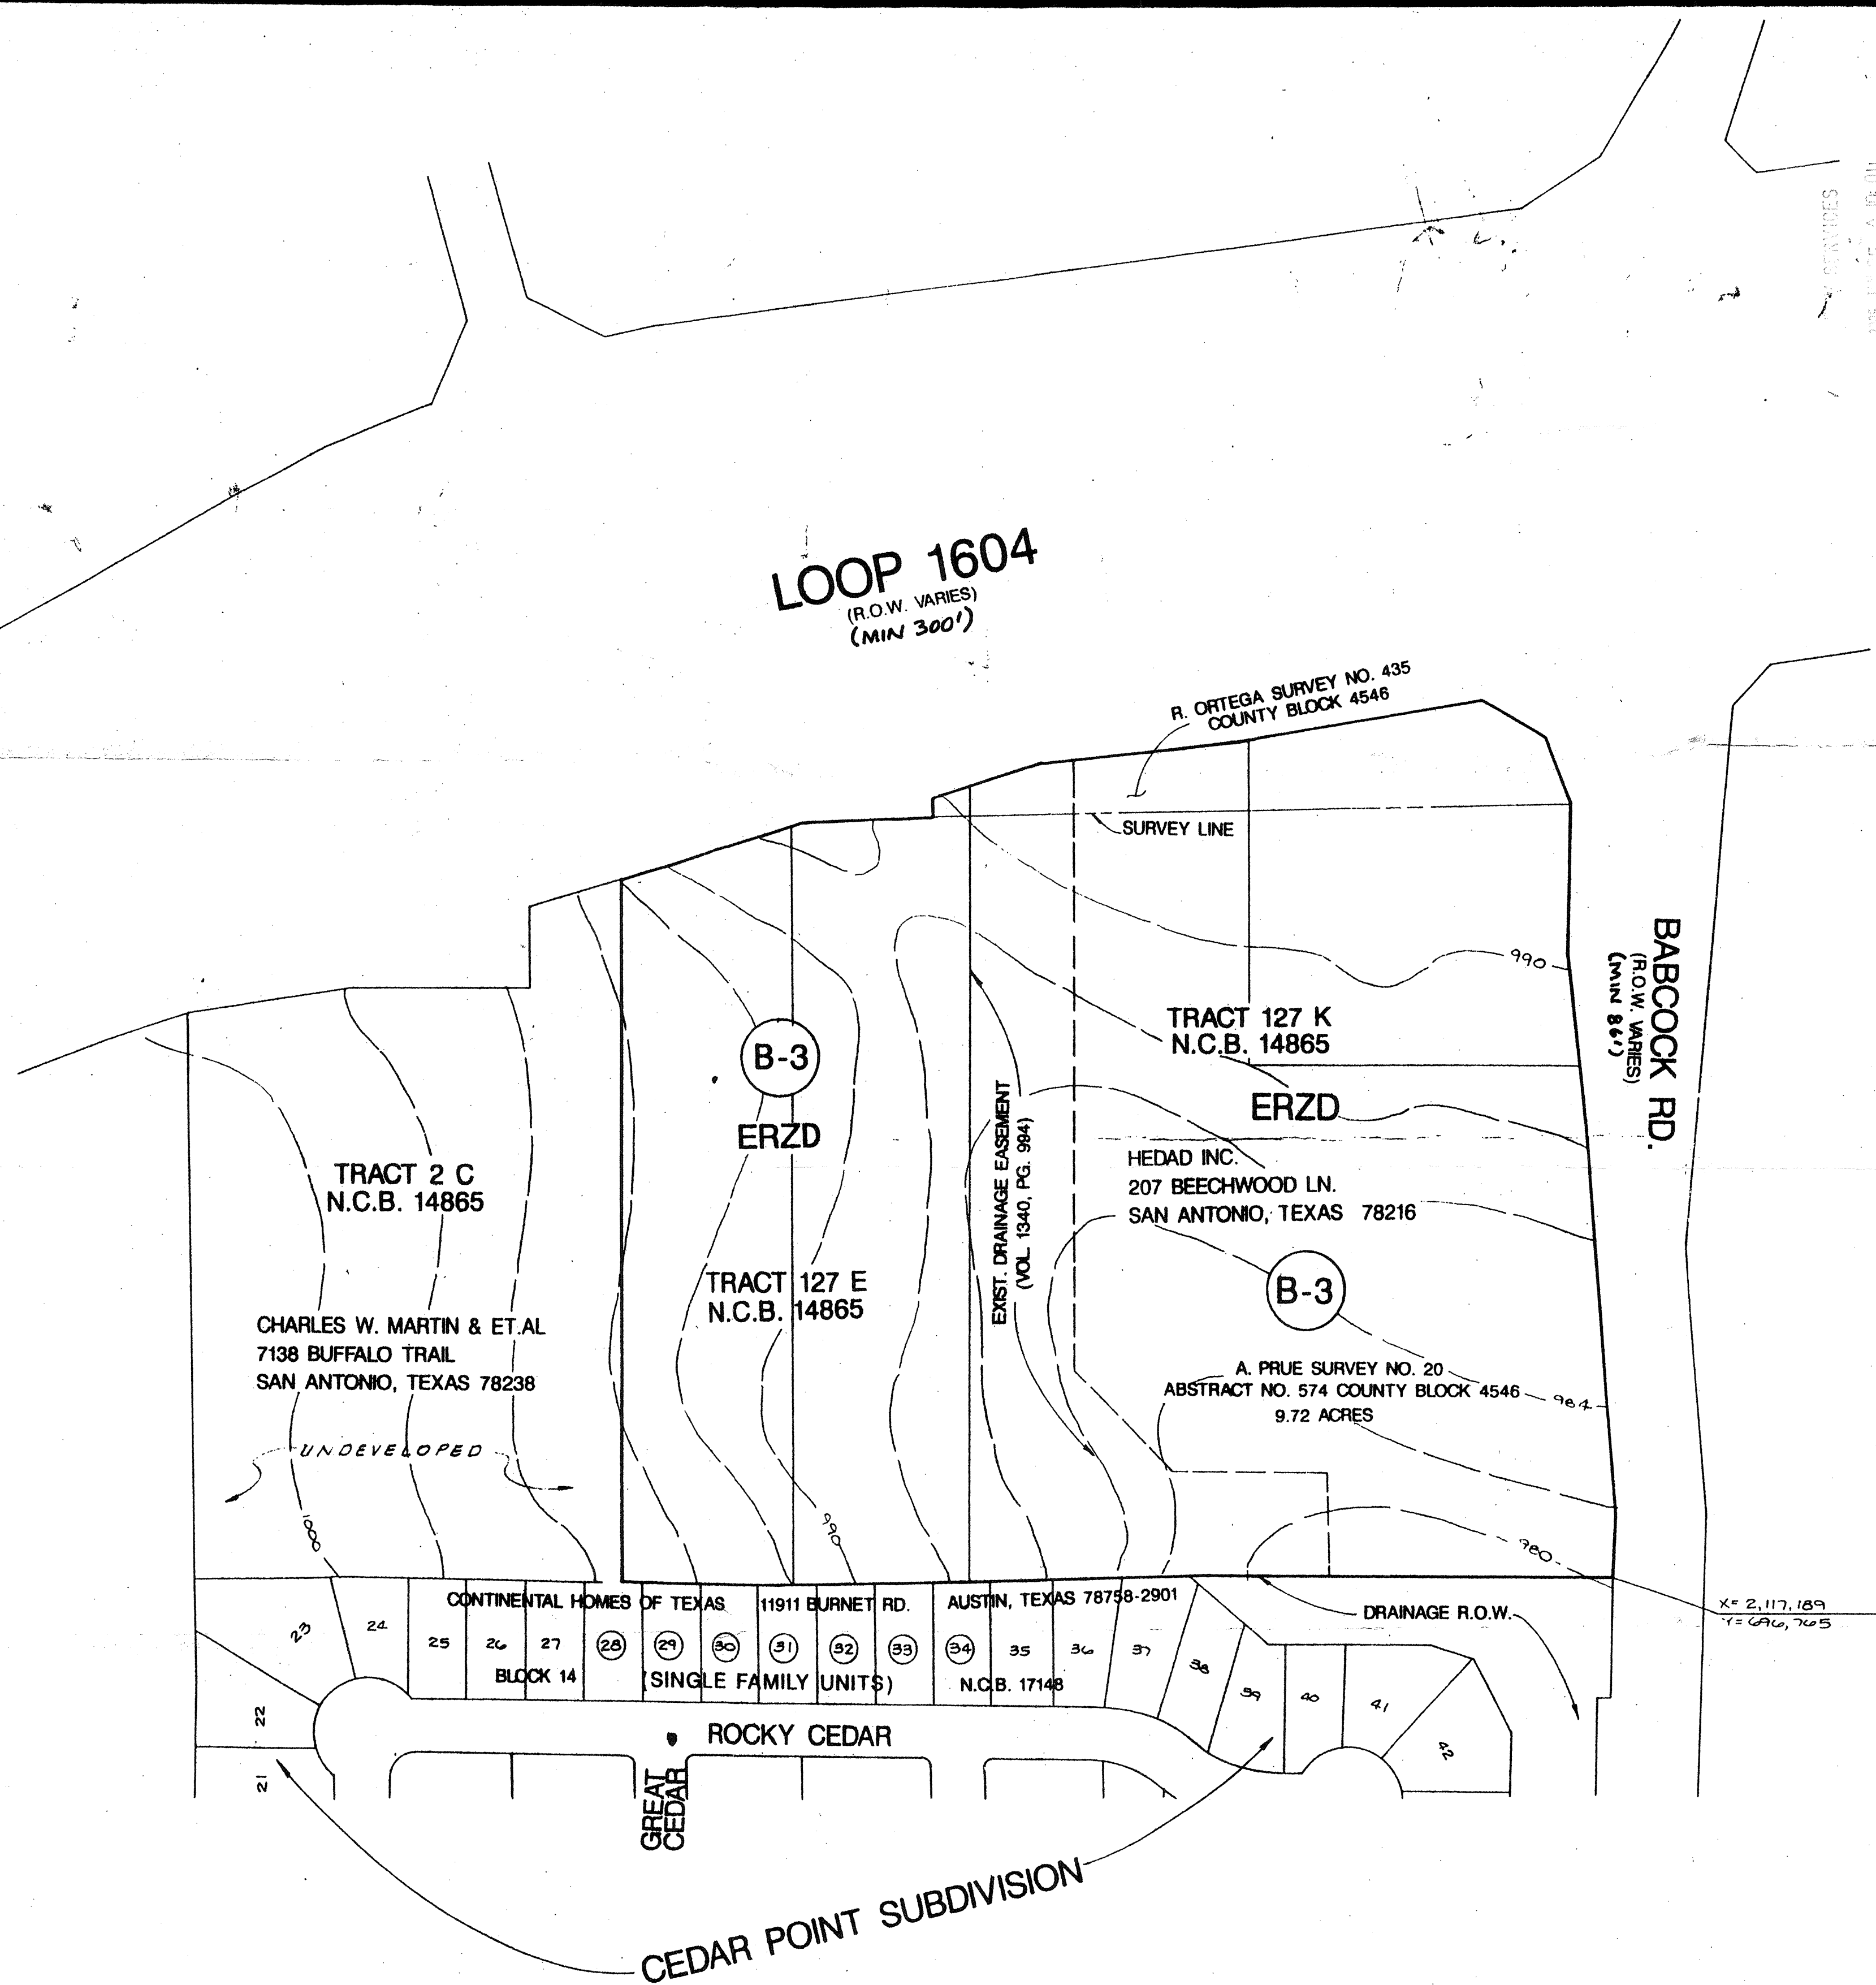 LOOP 1604
(R.O.W. VARIES)
(MIN 300')
R. ORTEGA SURVEY NO. 435
COUNTY BLOCK 4546
SURVEY LINE
BABCOCK RD.
(R.O.W. VARIES)
(MIN 86')
990
TRACT 127 K
N.C.B. 14865
ERZD
B-3
ERZD
HEDAD INC.
207 BEECHWOOD LN.
SAN ANTONIO, TEXAS 78216
EXIST. DRAINAGE EASEMENT
(VOL. 1340, PG. 994)
TRACT 2 C
N.C.B. 14865
TRACT 127 E
N.C.B. 14865
B-3
CHARLES W. MARTIN & ET.AL
7138 BUFFALO TRAIL
SAN ANTONIO, TEXAS 78238
A. PRUE SURVEY NO. 20
ABSTRACT NO. 574 COUNTY BLOCK 4546
9.72 ACRES
984
UNDEVELOPED
990
980
CONTINENTAL HOMES OF TEXAS 11911 BURNET RD. AUSTIN, TEXAS 78758-2901
DRAINAGE R.O.W.
X= 2,117,189
Y= 696,765
23 24 25 26 27 28 29 30 31 32 33 34 35 36 37 38 39 40 41 42
BLOCK 14 (SINGLE FAMILY UNITS) N.C.B. 17148
22
21
ROCKY CEDAR
GREAT
CEDAR
CEDAR POINT SUBDIVISION
SERVICES